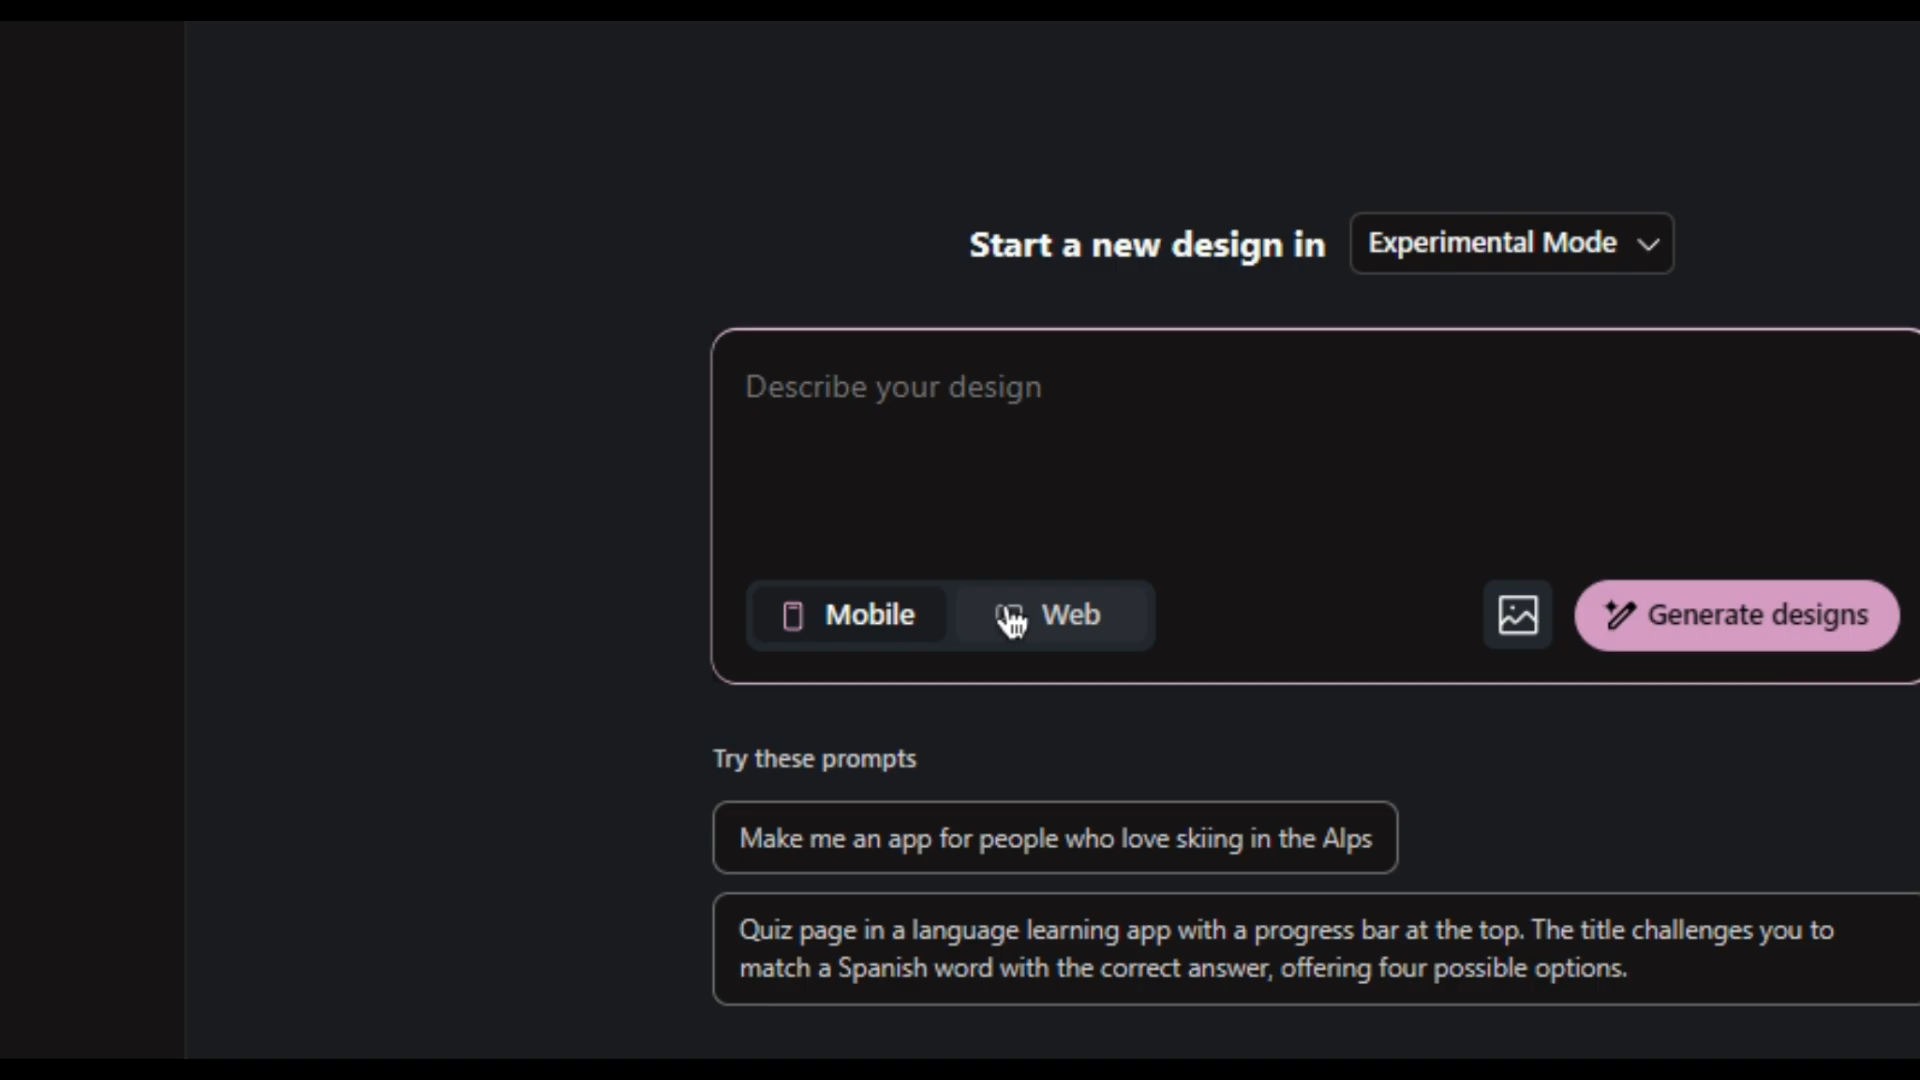 Start a new design in Experimental Mode
Describe your design
Mobile Web Generate designs
Try these prompts
Make me an app for people who love skiing in the Alps
Quiz page in a language learning app with a progress bar at the top. The title challenges you to
match a Spanish word with the correct answer, offering four possible options.